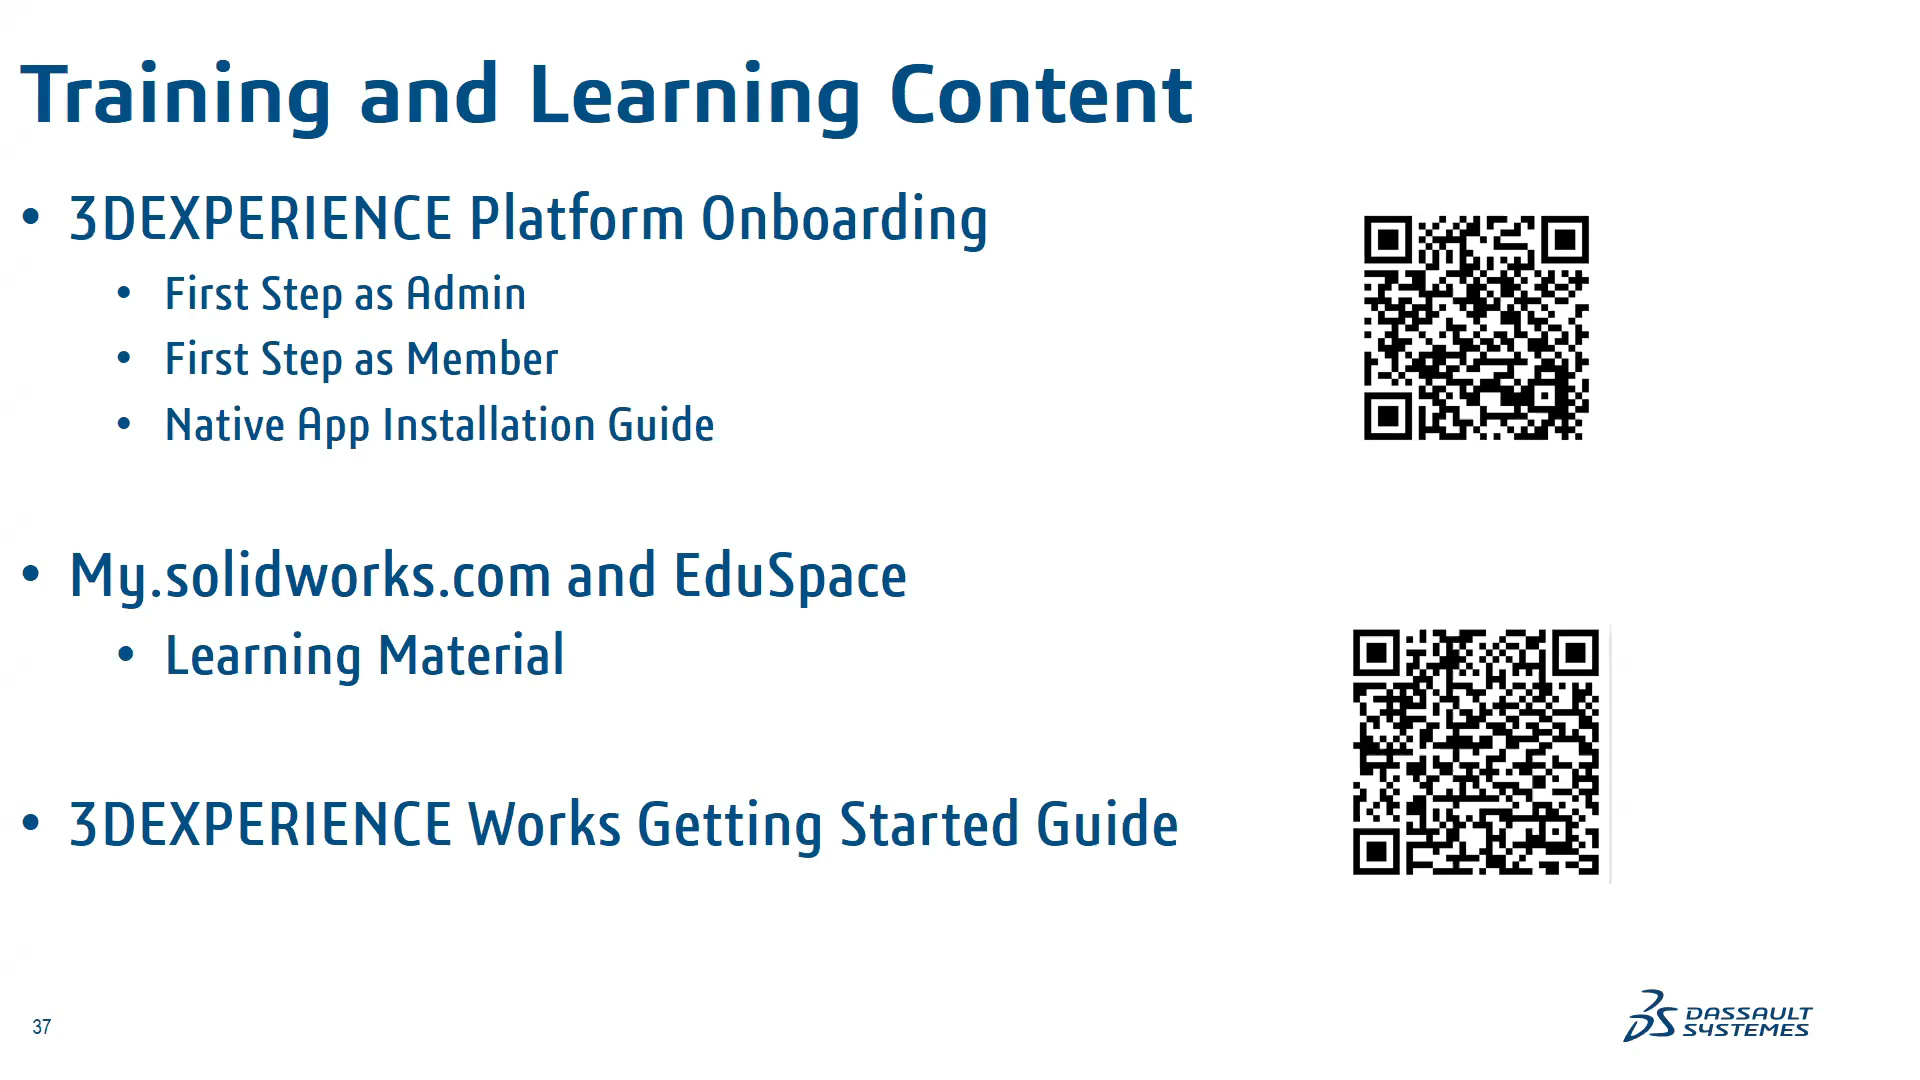 Training and Learning Content
• 3DEXPERIENCE Platform Onboarding
• First Step as Admin
• First Step as Member
• Native App Installation Guide
• My.solidworks.com and EduSpace
• Learning Material
• 3DEXPERIENCE Works Getting Started Guide
37
3DS DASSAULT
SYSTEMES